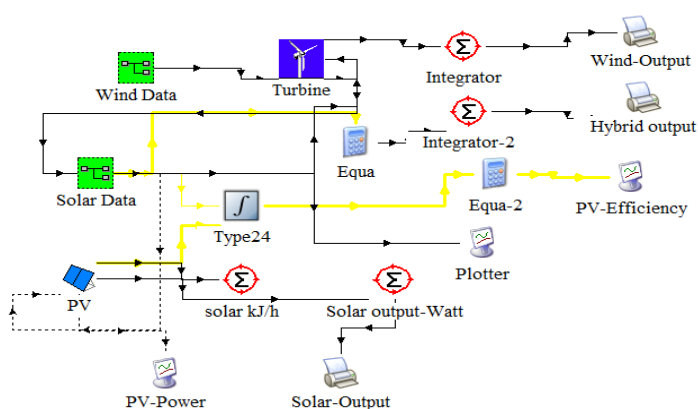 Wind Data
Turbine
Integrator
Wind-Output
Equa
Integrator-2
Hybrid output
Solar Data
Type24
Equa-2
PV-Efficiency
Plotter
PV
solar kJ/h
Solar output-Watt
PV-Power
Solar-Output